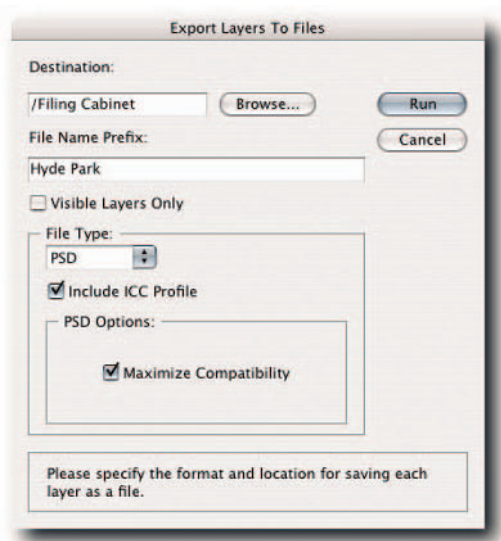 Export Layers To Files
Destination:
/Filing Cabinet
Browse...
Run
File Name Prefix:
Cancel
Hyde Park
Visible Layers Only
File Type:
PSD
Include ICC Profile
PSD Options:
Maximize Compatibility
Please specify the format and location for saving each
layer as a file.